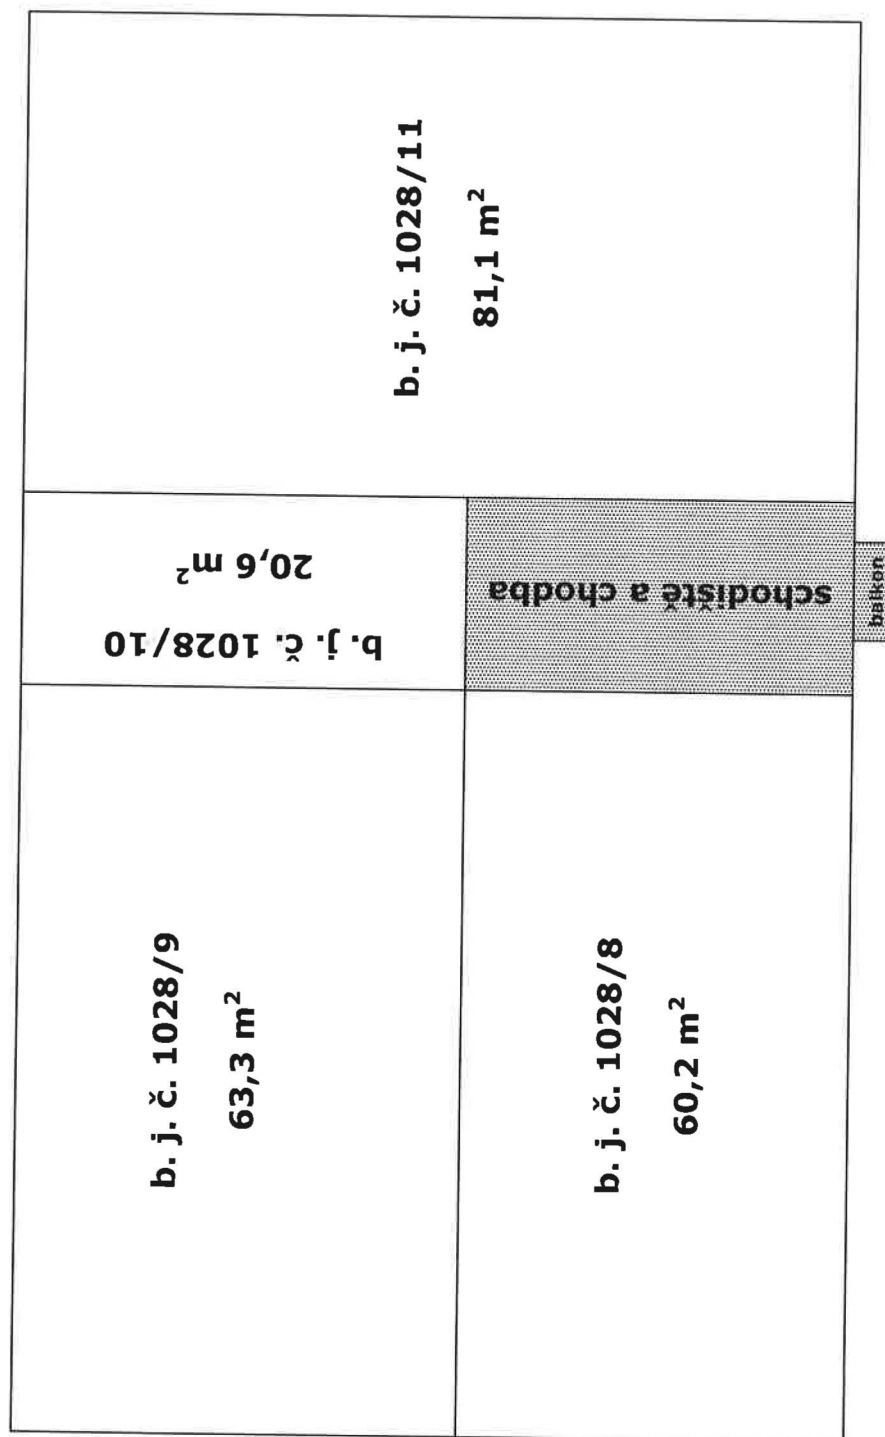 b. j. č. 1028/11
81,1 m²
b. j. č. 1028/10
20,6 m²
schodiště a chodba
balkon
b. j. č. 1028/9
63,3 m²
b. j. č. 1028/8
60,2 m²